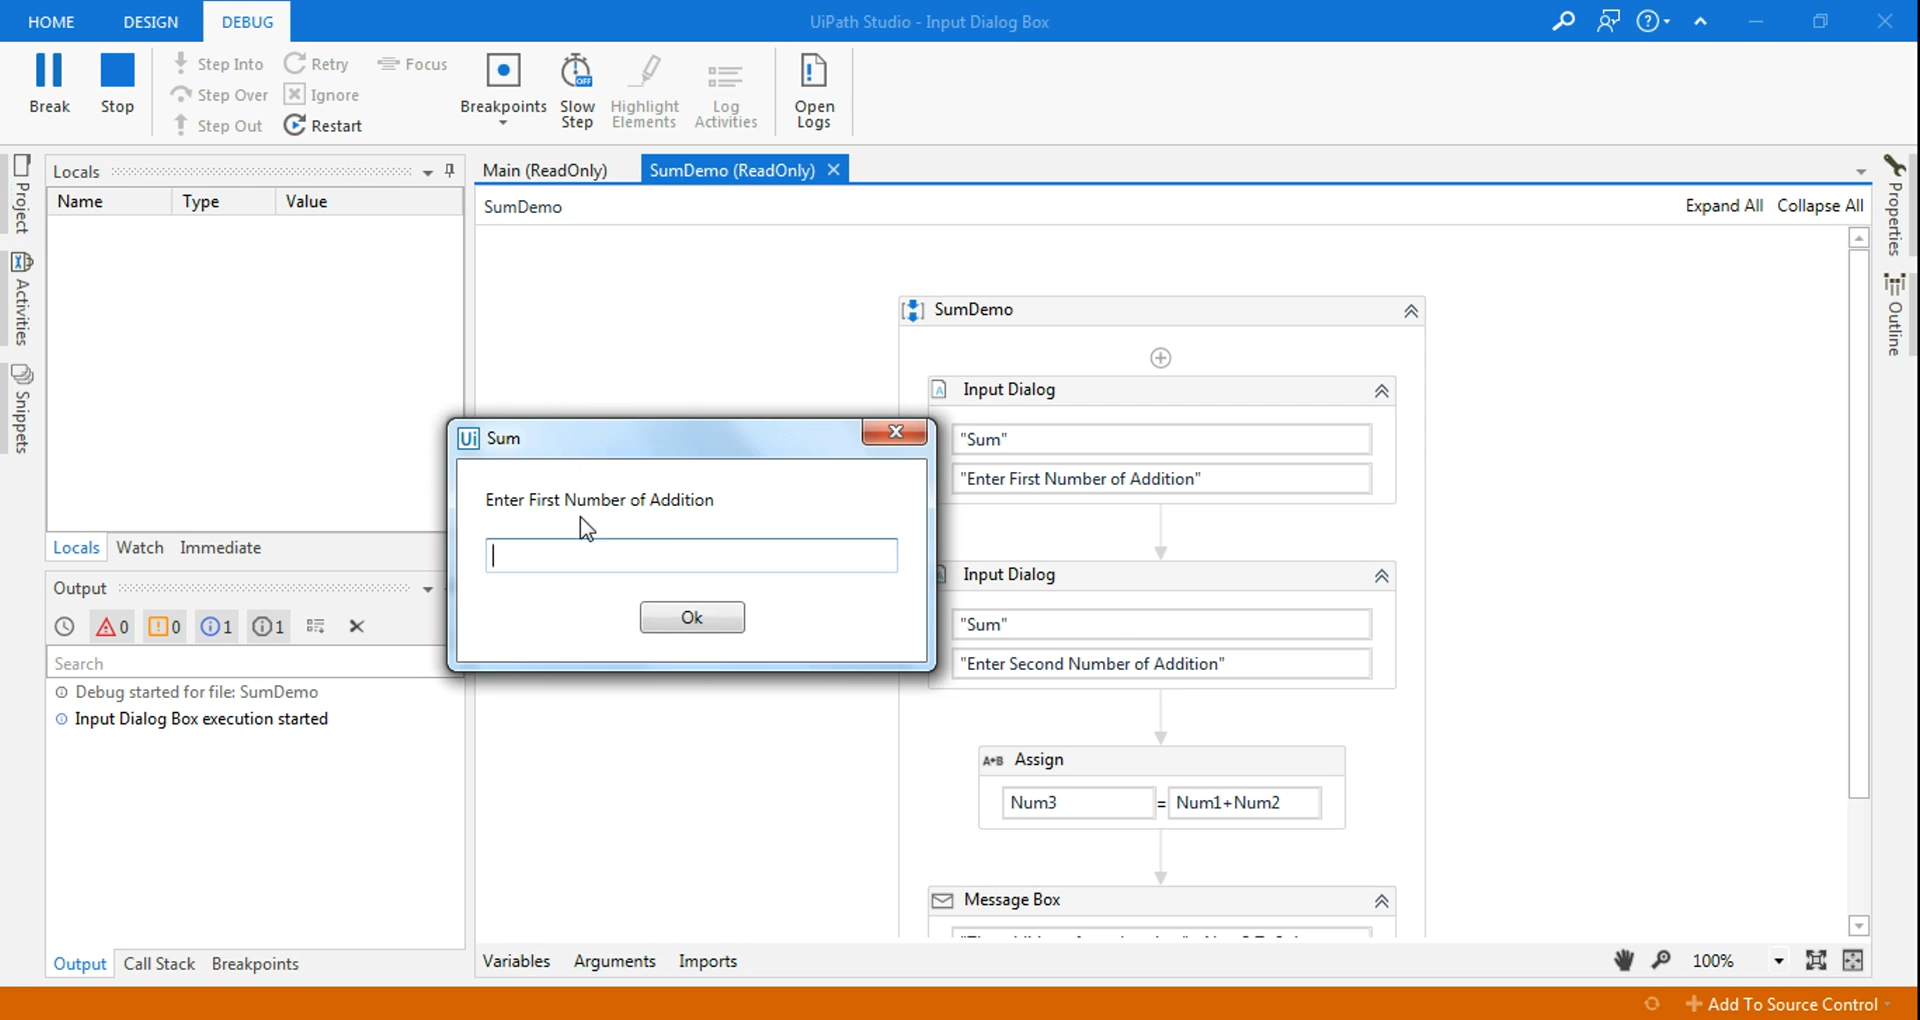 HOME DESIGN DEBUG UiPath Studio - Input Dialog Box
Break Stop Step Into Retry Focus Breakpoints Slow Step Highlight Elements Log Activities Open Logs
Step Over Ignore
Step Out Restart
OFF
Project
Activities
Snippets
Locals
Name Type Value
Locals Watch Immediate
Output
0 0 1 1
Search
Debug started for file: SumDemo
Input Dialog Box execution started
Output Call Stack Breakpoints
Main (ReadOnly) SumDemo (ReadOnly)
SumDemo Expand All Collapse All
SumDemo
Input Dialog
"Sum"
"Enter First Number of Addition"
Input Dialog
"Sum"
"Enter Second Number of Addition"
A+B Assign
Num3 = Num1+Num2
Message Box
Ui Sum
Enter First Number of Addition
Ok
Variables Arguments Imports 100%
Properties
Outline
Add To Source Control